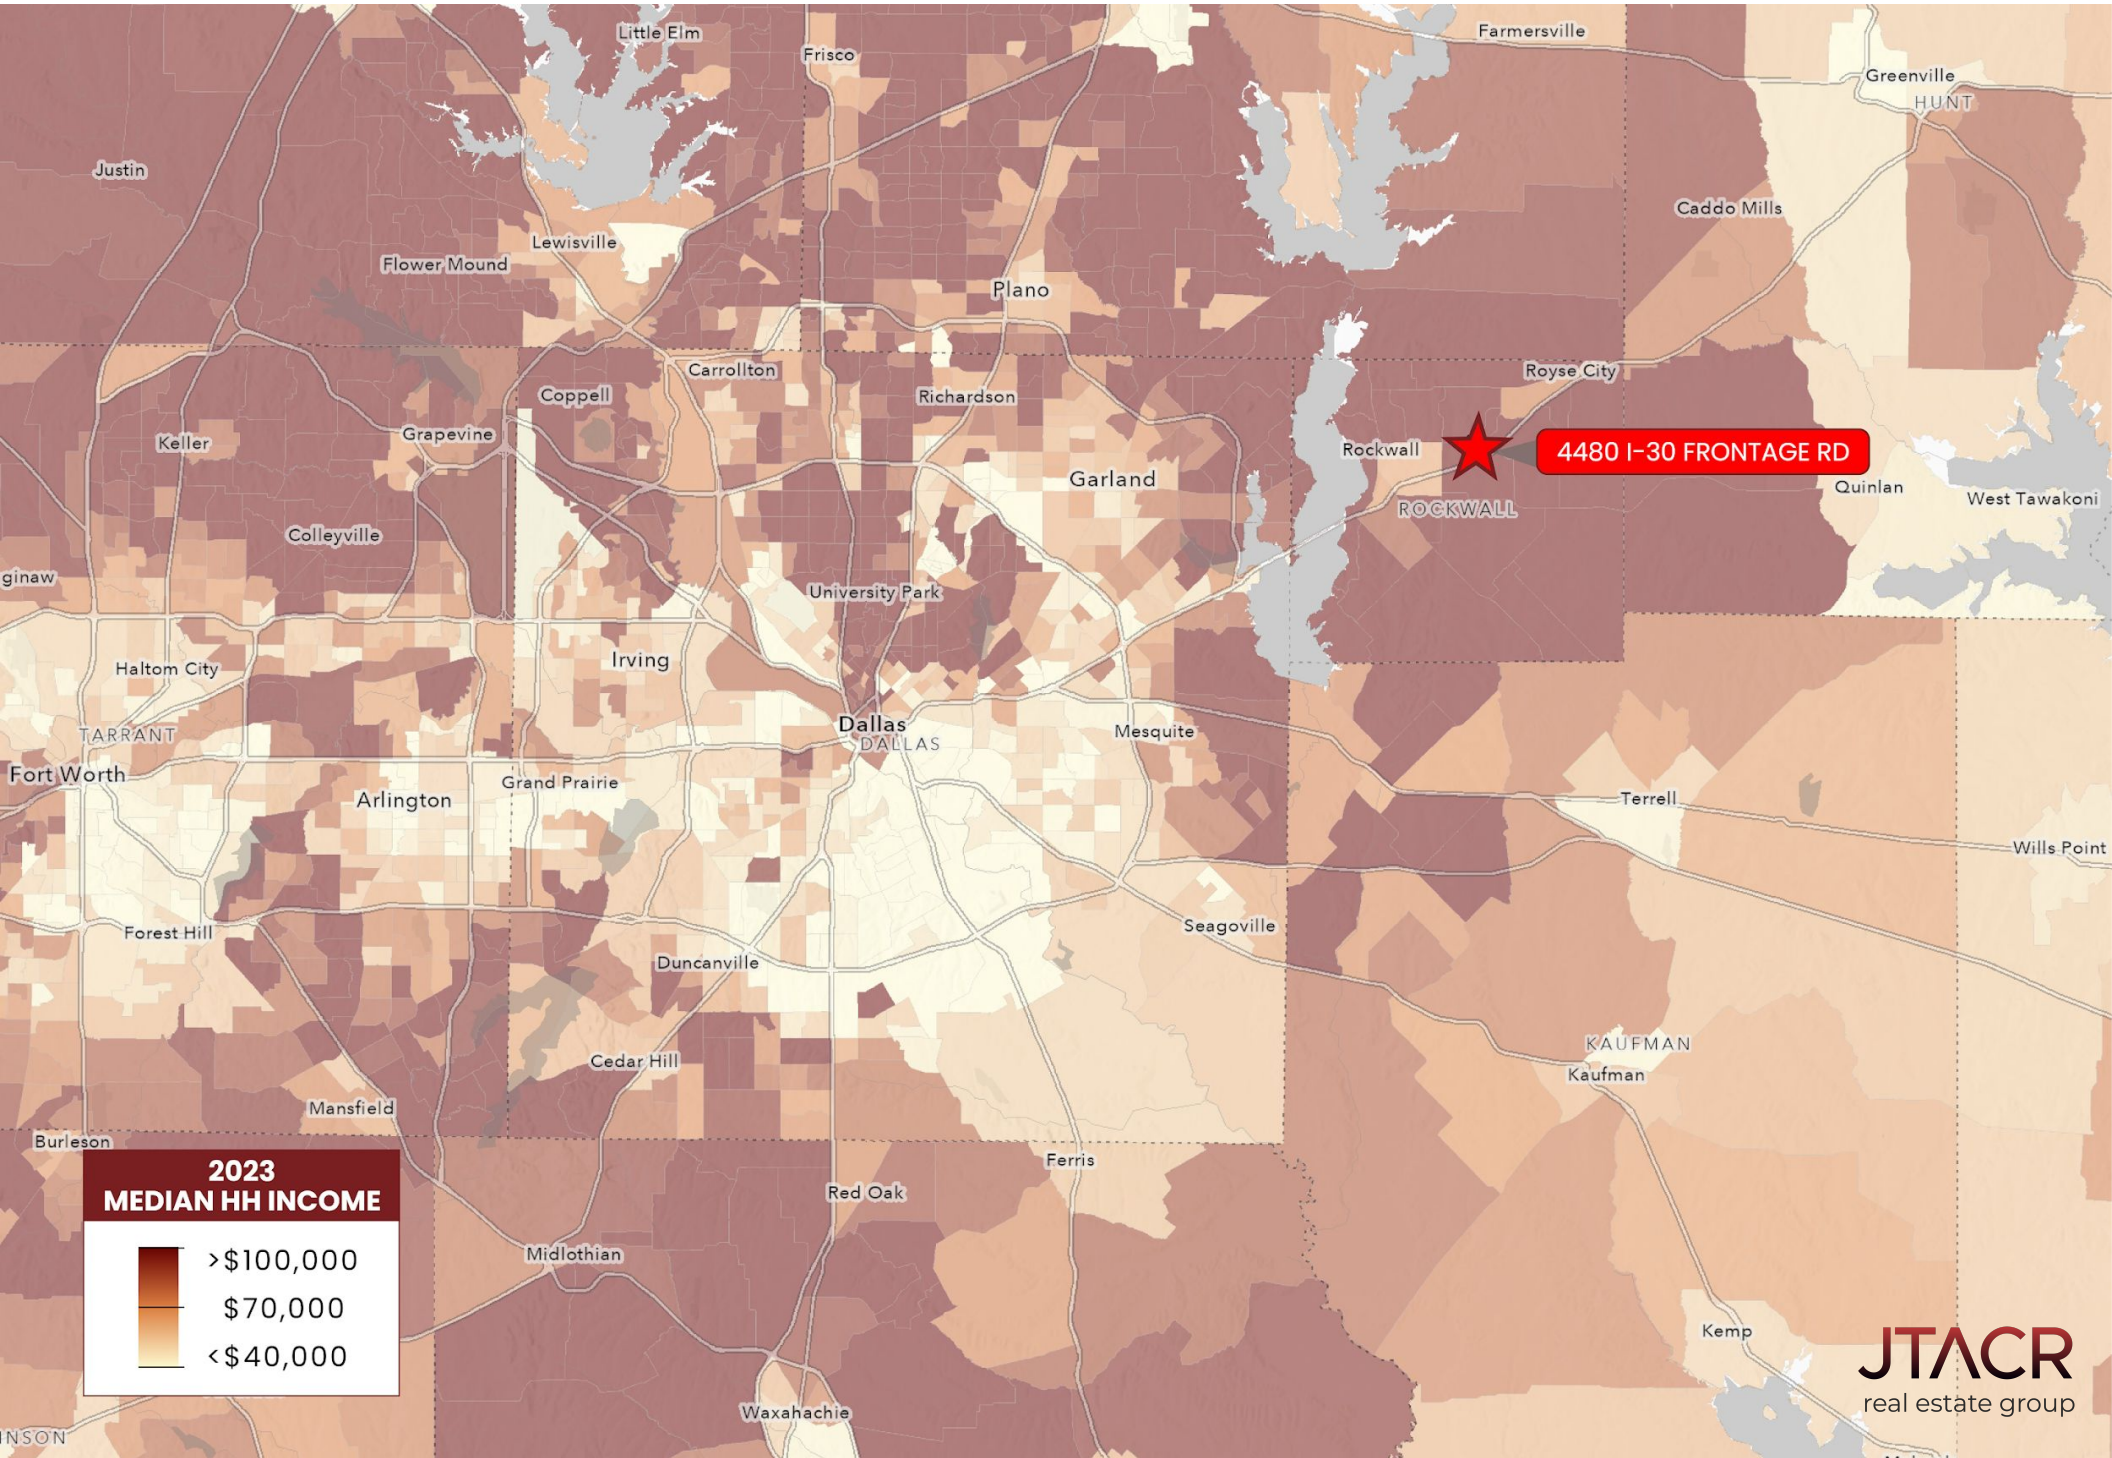 Little Elm
Frisco
Farmersville
Greenville
HUNT
Justin
Caddo Mills
Lewisville
Flower Mound
Plano
Carrollton
Royse City
Coppell
Richardson
Keller
Grapevine
Rockwall
4480 I-30 FRONTAGE RD
Garland
Quinlan
West Tawakoni
ROCKWALL
Colleyville
ginaw
University Park
Irving
Haltom City
Dallas
DALLAS
TARRANT
Mesquite
Fort Worth
Grand Prairie
Arlington
Terrell
Wills Point
Forest Hill
Seagoville
Duncanville
KAUFMAN
Kaufman
Cedar Hill
Mansfield
Burleson
Ferris
2023
MEDIAN HH INCOME
>$100,000
$70,000
<$40,000
Red Oak
Midlothian
Kemp
Waxahachie
INSON
JTACR
real estate group